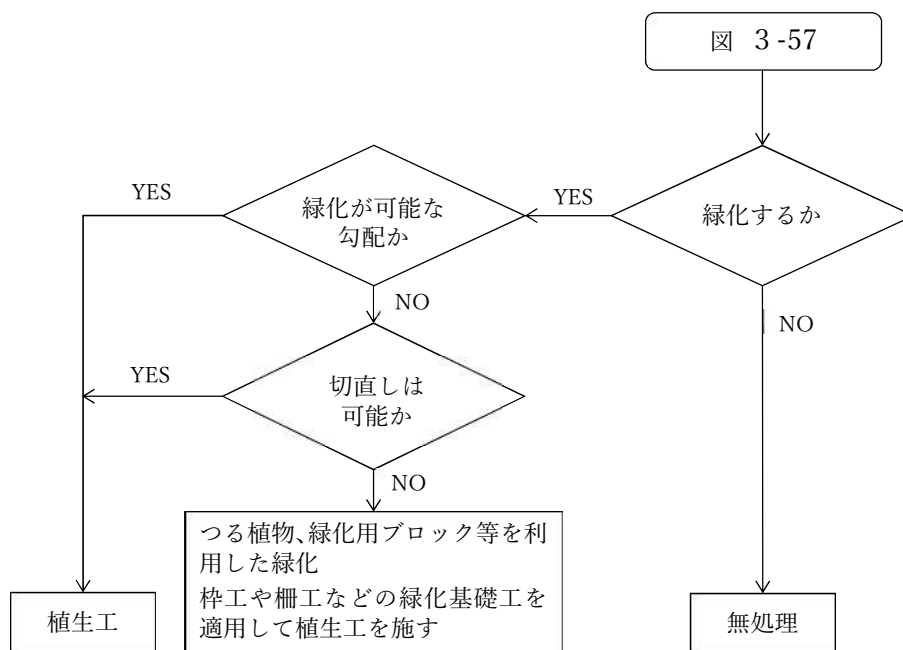 図 3-57
緑化するか
YES
NO
緑化が可能な
勾配か
YES
NO
切直しは
可能か
YES
NO
つる植物、緑化用ブロック等を利
用した緑化
枠工や柵工などの緑化基礎工を
適用して植生工を施す
植生工
無処理